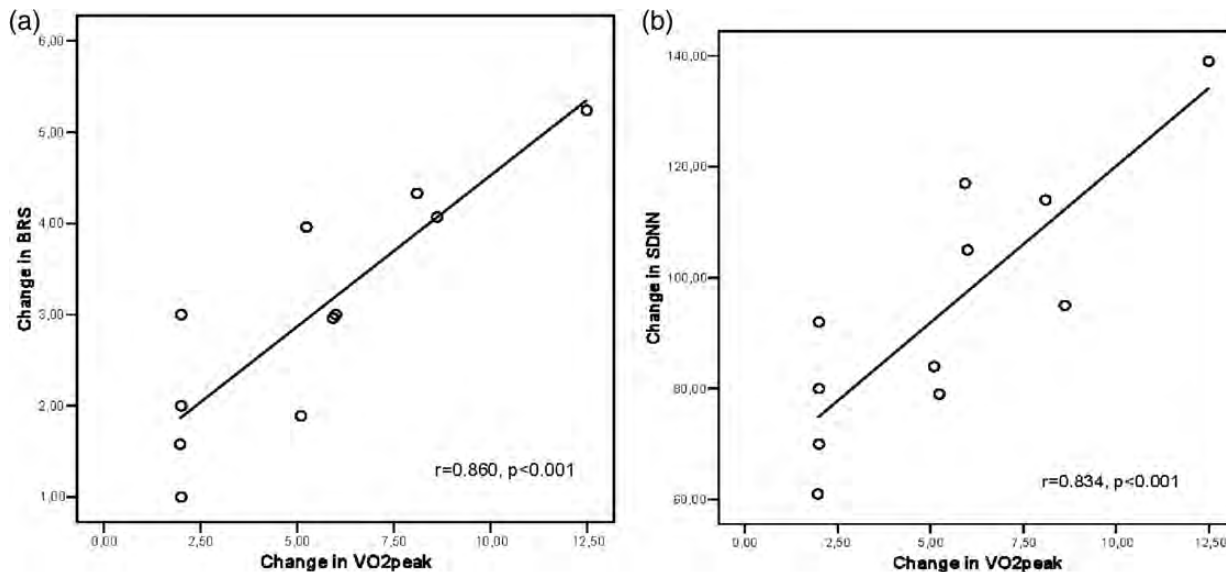 (a)
6,00
5,00
4,00
3,00
2,00
1,00
Change in BRS
r=0.860, p<0.001
0,00 2,50 5,00 7,50 10,00 12,50
Change in VO2peak
(b)
140,00
120,00
100,00
80,00
60,00
Change in SDNN
r=0.834, p<0.001
0,00 2,50 5,00 7,50 10,00 12,50
Change in VO2peak